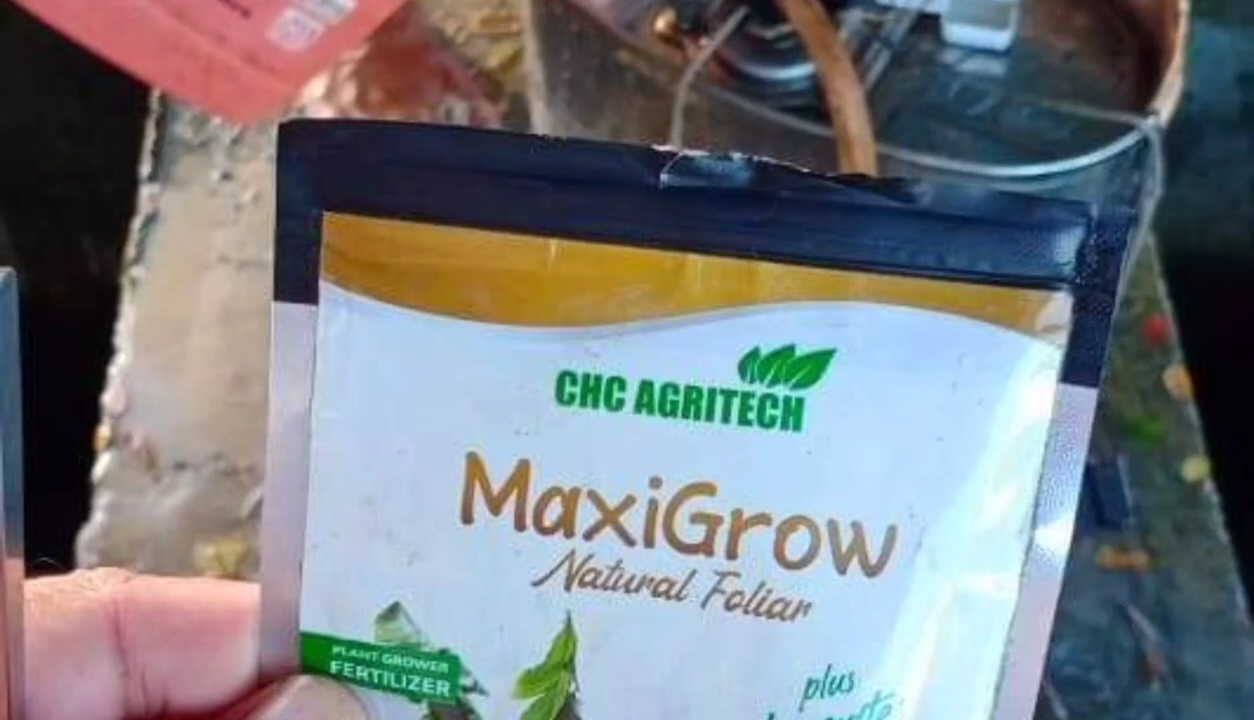 CHC AGRITECH
MaxiGrow
Natural Foliar
PLANT GROWER
FERTILIZER
plus